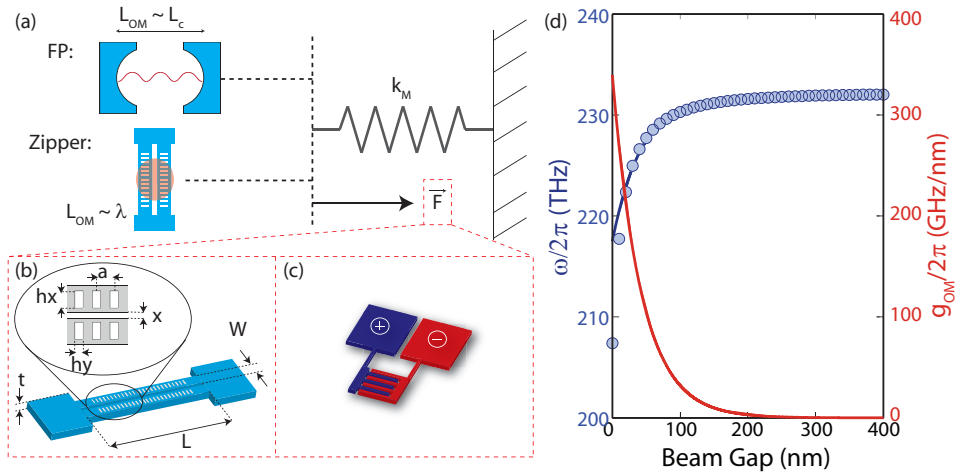 (a)
L_OM ~ L_c
FP:
k_M
Zipper:
F
L_OM ~ λ
(b)
a
hx
x
hy
W
t
L
(c)
+
−
(d)
240
230
220
210
200
ω/2π (THz)
0
100
200
300
400
Beam Gap (nm)
400
300
200
100
0
g_OM/2π (GHz/nm)